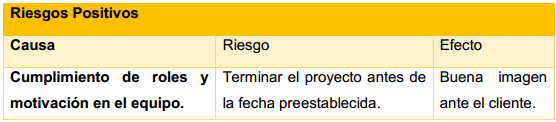 Riesgos Positivos
Causa Riesgo Efecto
Cumplimiento de roles y Terminar el proyecto antes de Buena imagen
motivación en el equipo. la fecha preestablecida. ante el cliente.